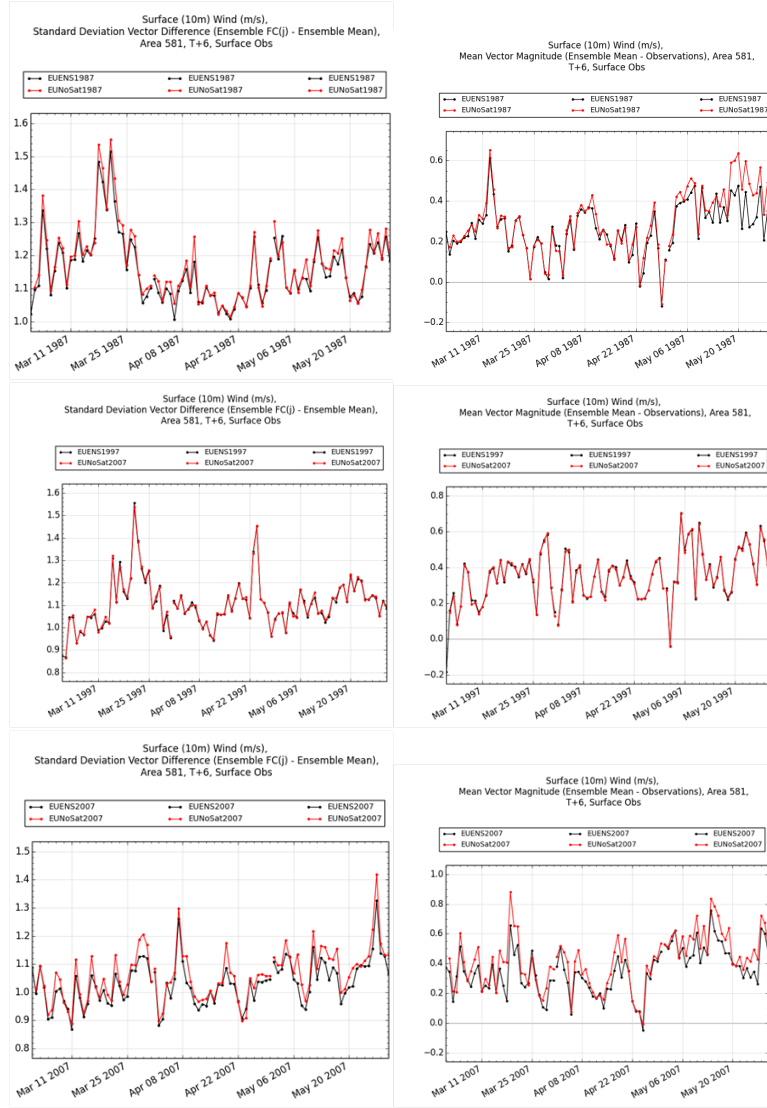 Surface (10m) Wind (m/s),
Standard Deviation Vector Difference (Ensemble FC(j) - Ensemble Mean),
Area 581, T+6, Surface Obs
EUENS1987 EUENS1987 EUENS1987
EUNoSat1987 EUNoSat1987 EUNoSat1987
1.6
1.5
1.4
1.3
1.2
1.1
1.0
Mar 11 1987 Mar 25 1987 Apr 08 1987 Apr 22 1987 May 06 1987 May 20 1987
Surface (10m) Wind (m/s),
Mean Vector Magnitude (Ensemble Mean - Observations), Area 581,
T+6, Surface Obs
EUENS1987 EUENS1987 EUENS1987
EUNoSat1987 EUNoSat1987 EUNoSat1987
0.6
0.4
0.2
0.0
−0.2
Mar 11 1987 Mar 25 1987 Apr 08 1987 Apr 22 1987 May 06 1987 May 20 1987
Surface (10m) Wind (m/s),
Standard Deviation Vector Difference (Ensemble FC(j) - Ensemble Mean),
Area 581, T+6, Surface Obs
EUENS1997 EUENS1997 EUENS1997
EUNoSat2007 EUNoSat2007 EUNoSat2007
1.6
1.5
1.4
1.3
1.2
1.1
1.0
0.9
0.8
Mar 11 1997 Mar 25 1997 Apr 08 1997 Apr 22 1997 May 06 1997 May 20 1997
Surface (10m) Wind (m/s),
Mean Vector Magnitude (Ensemble Mean - Observations), Area 581,
T+6, Surface Obs
EUENS1997 EUENS1997 EUENS1997
EUNoSat2007 EUNoSat2007 EUNoSat2007
0.8
0.6
0.4
0.2
0.0
−0.2
Mar 11 1997 Mar 25 1997 Apr 08 1997 Apr 22 1997 May 06 1997 May 20 1997
Surface (10m) Wind (m/s),
Standard Deviation Vector Difference (Ensemble FC(j) - Ensemble Mean),
Area 581, T+6, Surface Obs
EUENS2007 EUENS2007 EUENS2007
EUNoSat2007 EUNoSat2007 EUNoSat2007
1.5
1.4
1.3
1.2
1.1
1.0
0.9
0.8
Mar 11 2007 Mar 25 2007 Apr 08 2007 Apr 22 2007 May 06 2007 May 20 2007
Surface (10m) Wind (m/s),
Mean Vector Magnitude (Ensemble Mean - Observations), Area 581,
T+6, Surface Obs
EUENS2007 EUENS2007 EUENS2007
EUNoSat2007 EUNoSat2007 EUNoSat2007
1.0
0.8
0.6
0.4
0.2
0.0
−0.2
Mar 11 2007 Mar 25 2007 Apr 08 2007 Apr 22 2007 May 06 2007 May 20 2007